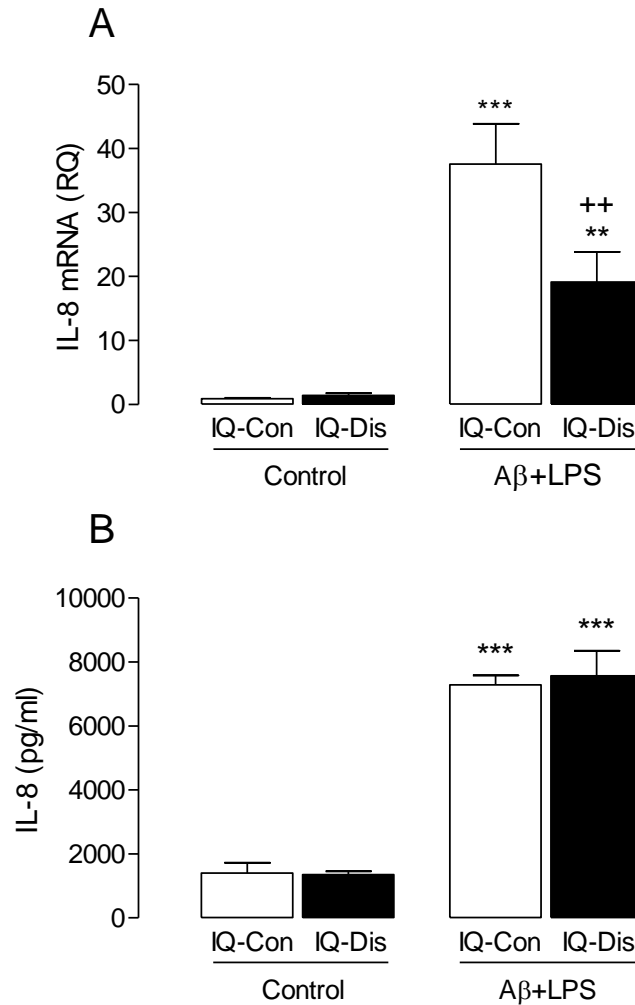 A
IL-8 mRNA (RQ)
50
40
30
20
10
0
***
++
**
IQ-Con IQ-Dis IQ-Con IQ-Dis
Control Aβ+LPS
B
IL-8 (pg/ml)
10000
8000
6000
4000
2000
0
*** ***
IQ-Con IQ-Dis IQ-Con IQ-Dis
Control Aβ+LPS